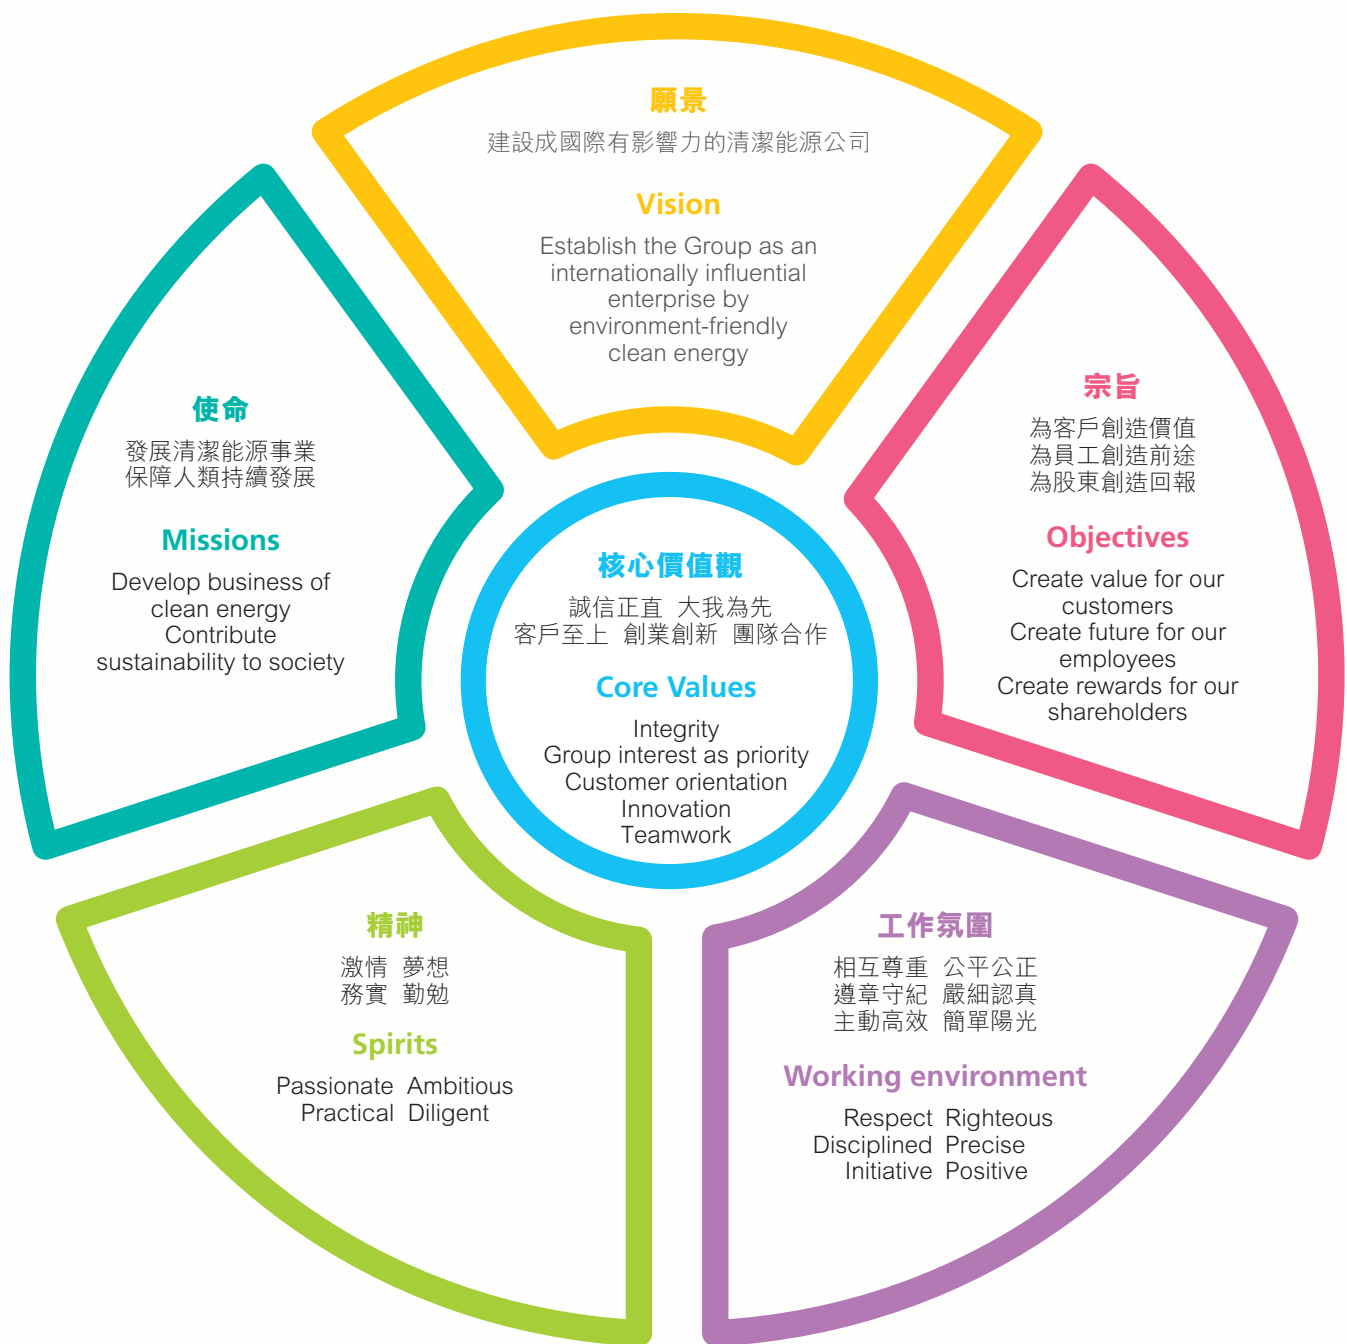 願景
建設成國際有影響力的清潔能源公司
Vision
Establish the Group as an
internationally influential
enterprise by
environment-friendly
clean energy
使命
發展清潔能源事業
保障人類持續發展
Missions
Develop business of
clean energy
Contribute
sustainability to society
宗旨
為客戶創造價值
為員工創造前途
為股東創造回報
Objectives
Create value for our
customers
Create future for our
employees
Create rewards for our
shareholders
核心價值觀
誠信正直 大我為先
客戶至上 創業創新 團隊合作
Core Values
Integrity
Group interest as priority
Customer orientation
Innovation
Teamwork
精神
激情 夢想
務實 勤勉
Spirits
Passionate Ambitious
Practical Diligent
工作氛圍
相互尊重 公平公正
遵章守紀 嚴細認真
主動高效 簡單陽光
Working environment
Respect Righteous
Disciplined Precise
Initiative Positive